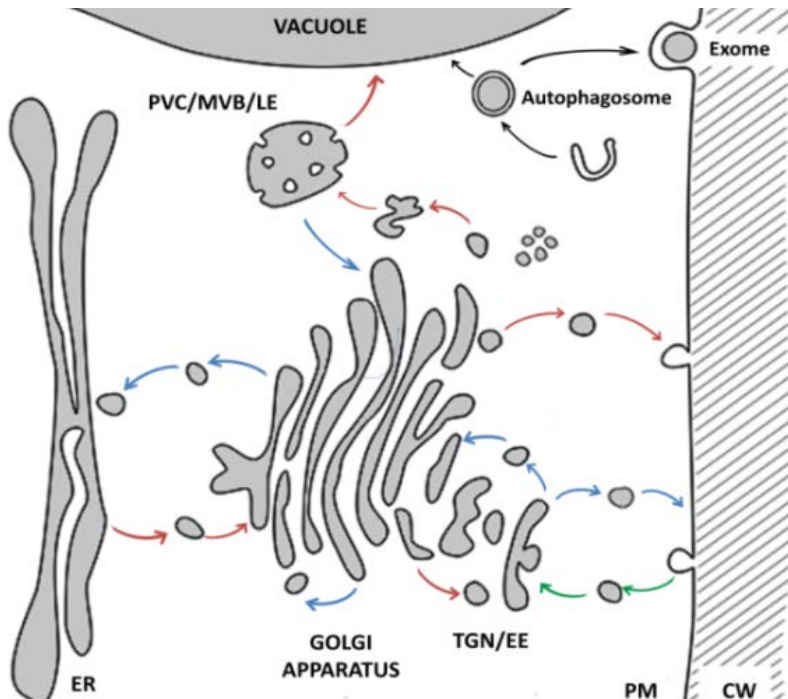 VACUOLE
Exome
PVC/MVB/LE
Autophagosome
GOLGI
APPARATUS
TGN/EE
ER
PM
CW